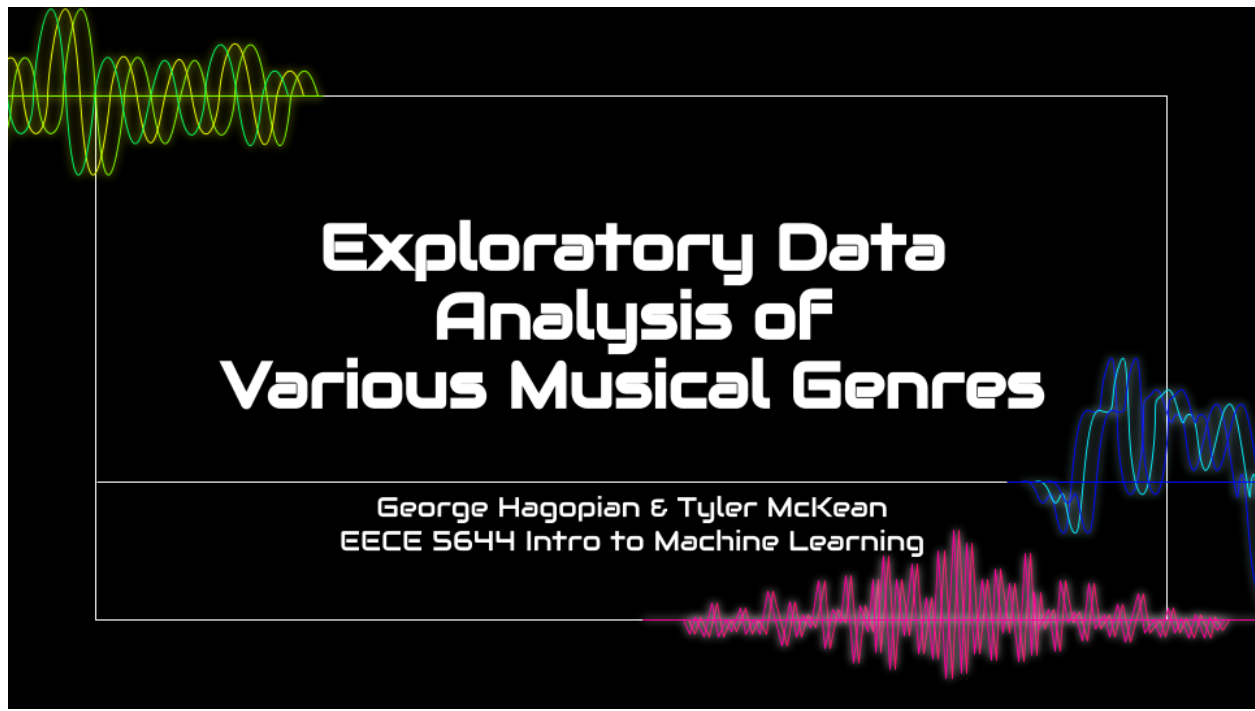 Exploratory Data
Analysis of
Various Musical Genres
George Hagopian & Tyler McKean
EECE 5644 Intro to Machine Learning